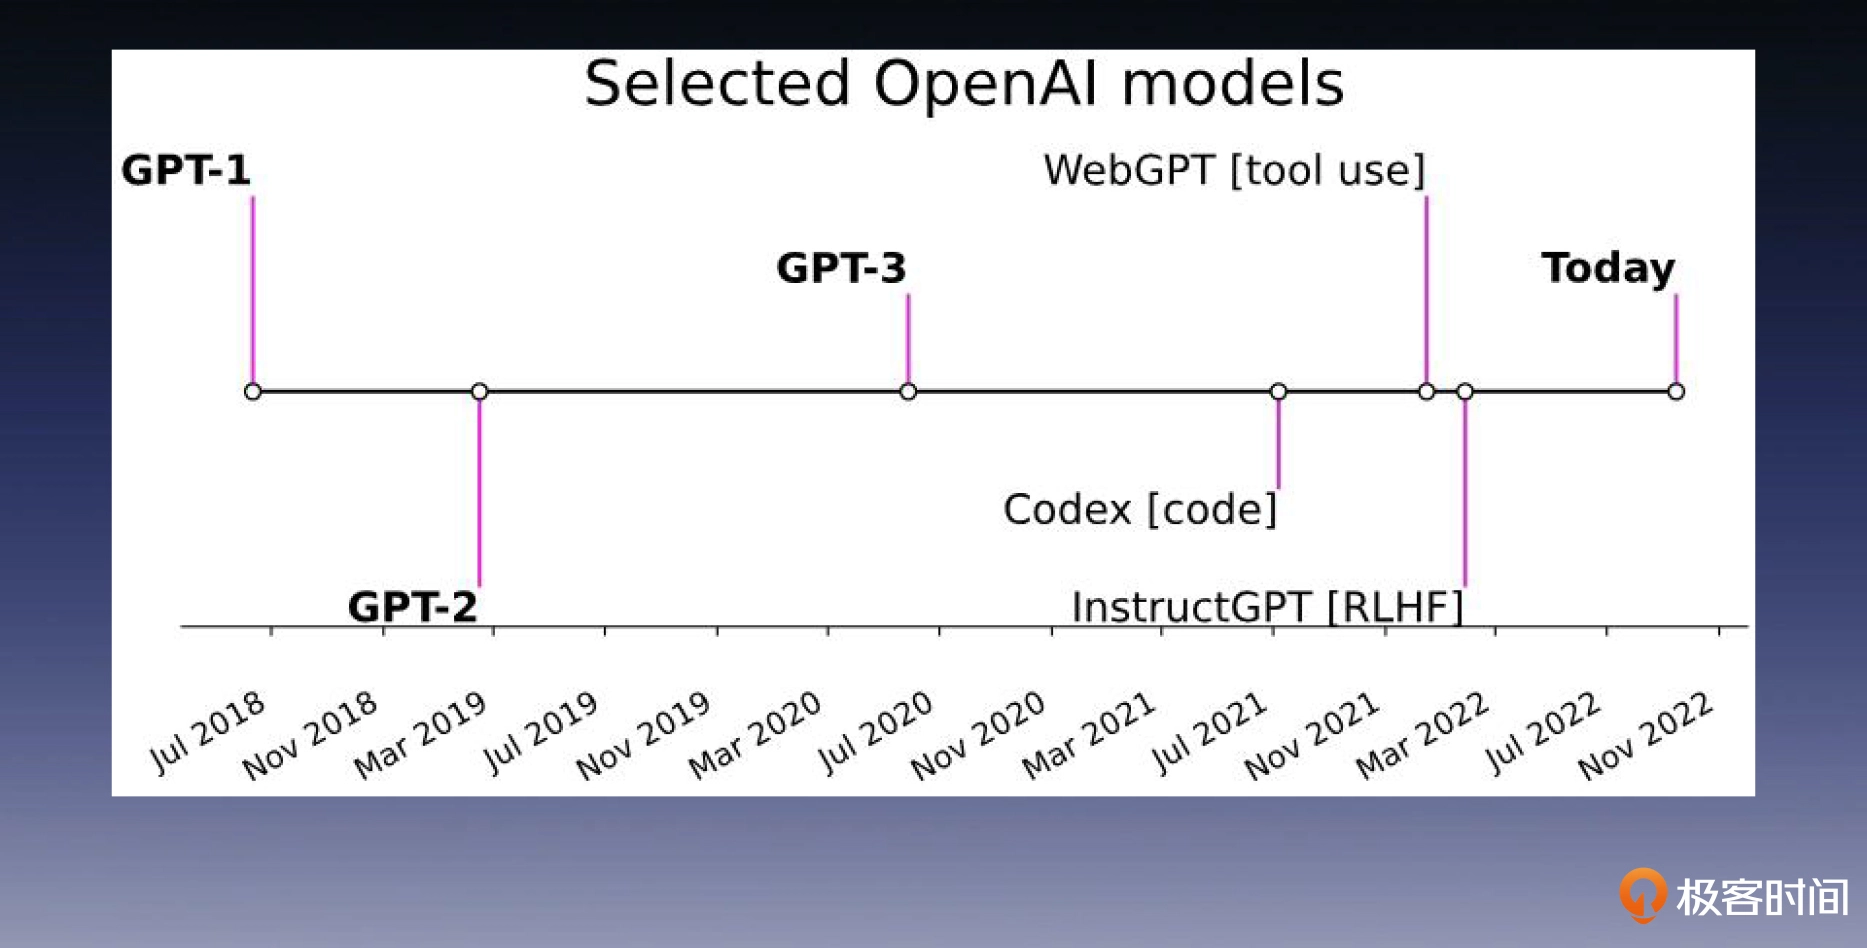 Selected OpenAI models
GPT-1
WebGPT [tool use]
GPT-3
Today
Codex [code]
GPT-2
InstructGPT [RLHF]
Jul 2018
Nov 2018
Mar 2019
Jul 2019
Nov 2019
Mar 2020
Jul 2020
Nov 2020
Mar 2021
Jul 2021
Nov 2021
Mar 2022
Jul 2022
Nov 2022
极客时间